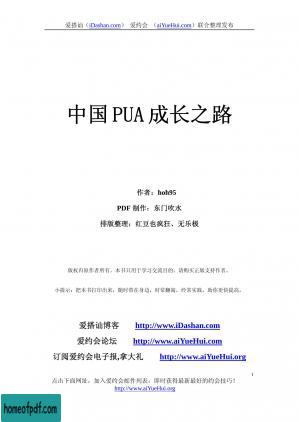 爱搭讪（iDashan.com） 爱约会 （aiYueHui.com）联合整理发布
中国 PUA 成长之路
作者：hoh95
PDF 制作：东门吹水
排版整理：红豆也疯狂、无乐极
版权内原作者所有，本书只用于学习交流目的，请购买正版支持作者。
小提示：把本书打印出来，随时带在身边，时常翻阅，经常实践，助你更快提高。
爱搭讪博客 http://www.iDashan.com
爱约会论坛 http://www.aiYueHui.com
订阅爱约会电子报,拿大礼 http://www.aiYueHui.org
1
点击下面网址，加入爱约会邮件列表，即时获得最新最好的约会技巧！
http://www.aiYueHui.org
homeofpdf.com